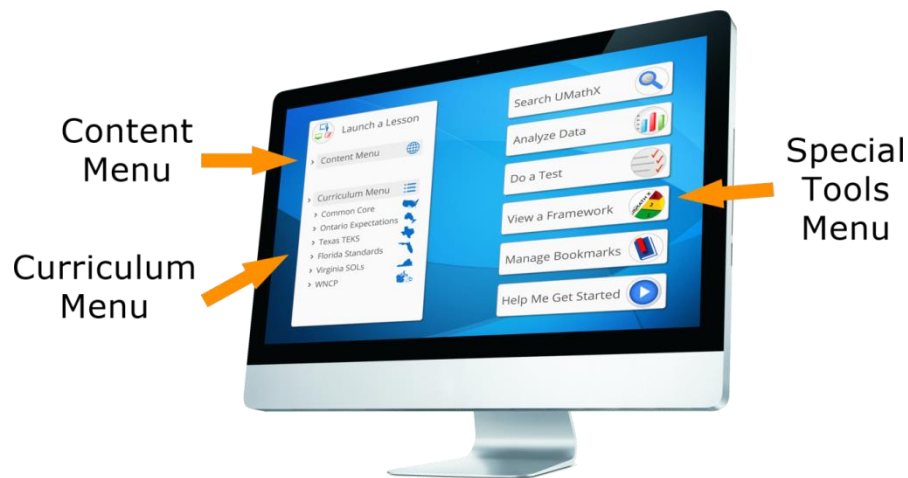 Content
Menu
Curriculum
Menu
Launch a Lesson
Content Menu
Curriculum Menu
Common Core
Ontario Expectations
Texas TEKS
Florida Standards
Virginia SOLs
WNCP
Search UMathX
Analyze Data
Do a Test
View a Framework
Manage Bookmarks
Help Me Get Started
Special
Tools
Menu